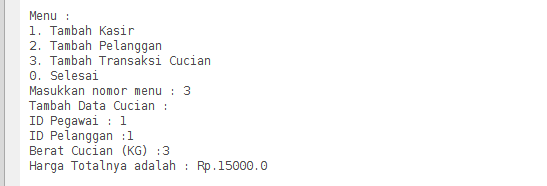 Menu :
1. Tambah Kasir
2. Tambah Pelanggan
3. Tambah Transaksi Cucian
0. Selesai
Masukkan nomor menu : 3
Tambah Data Cucian :
ID Pegawai : 1
ID Pelanggan :1
Berat Cucian (KG) :3
Harga Totalnya adalah : Rp.15000.0